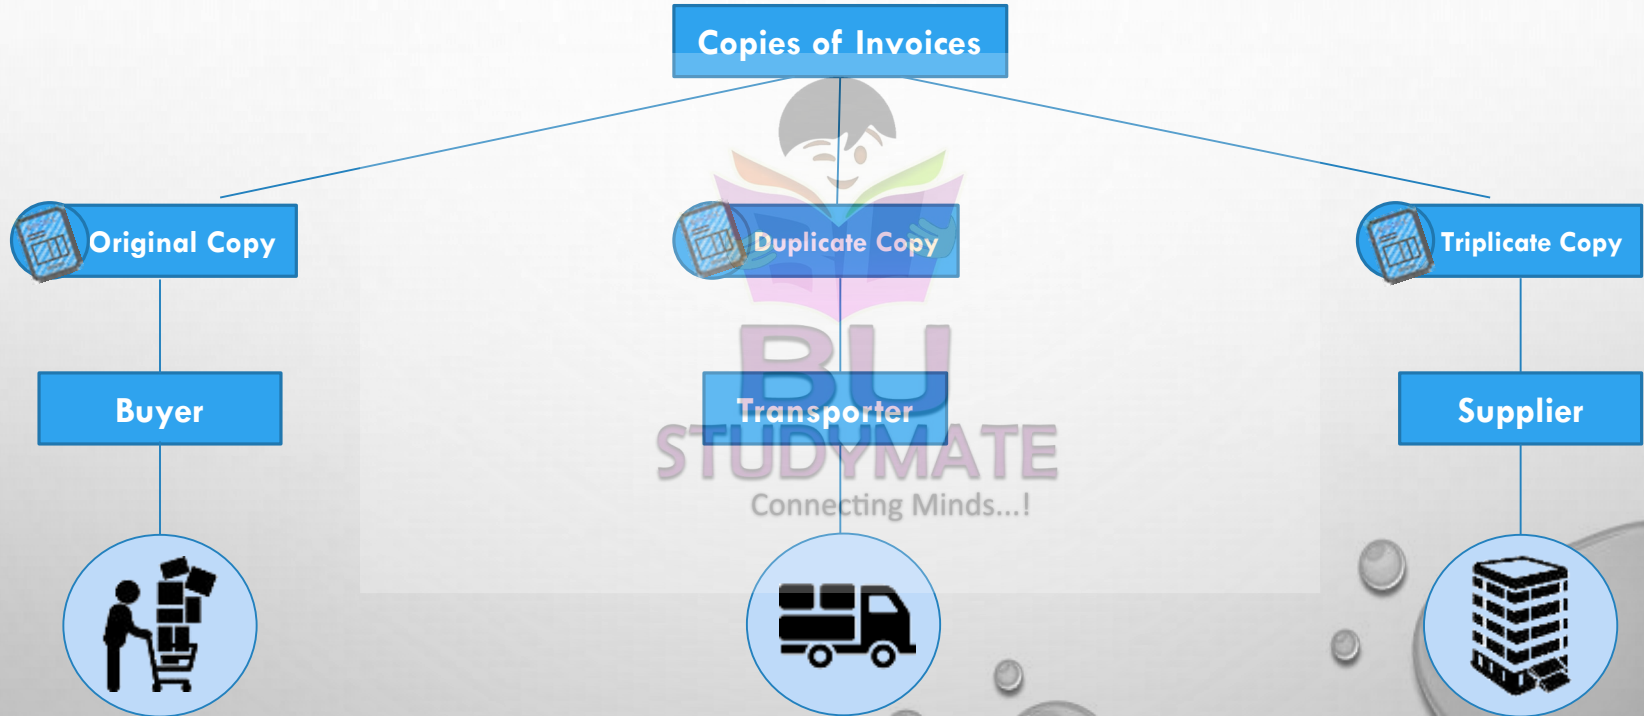 Copies of Invoices
Original Copy
Duplicate Copy
Triplicate Copy
Buyer
Transporter
Supplier
BU
STUDYMATE
Connecting Minds...!